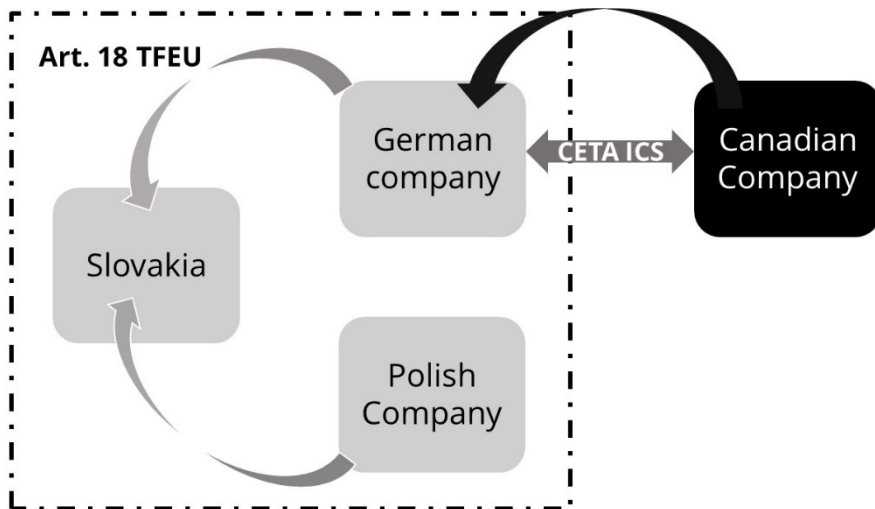 Art. 18 TFEU
German
company
CETA ICS
Canadian
Company
Slovakia
Polish
Company